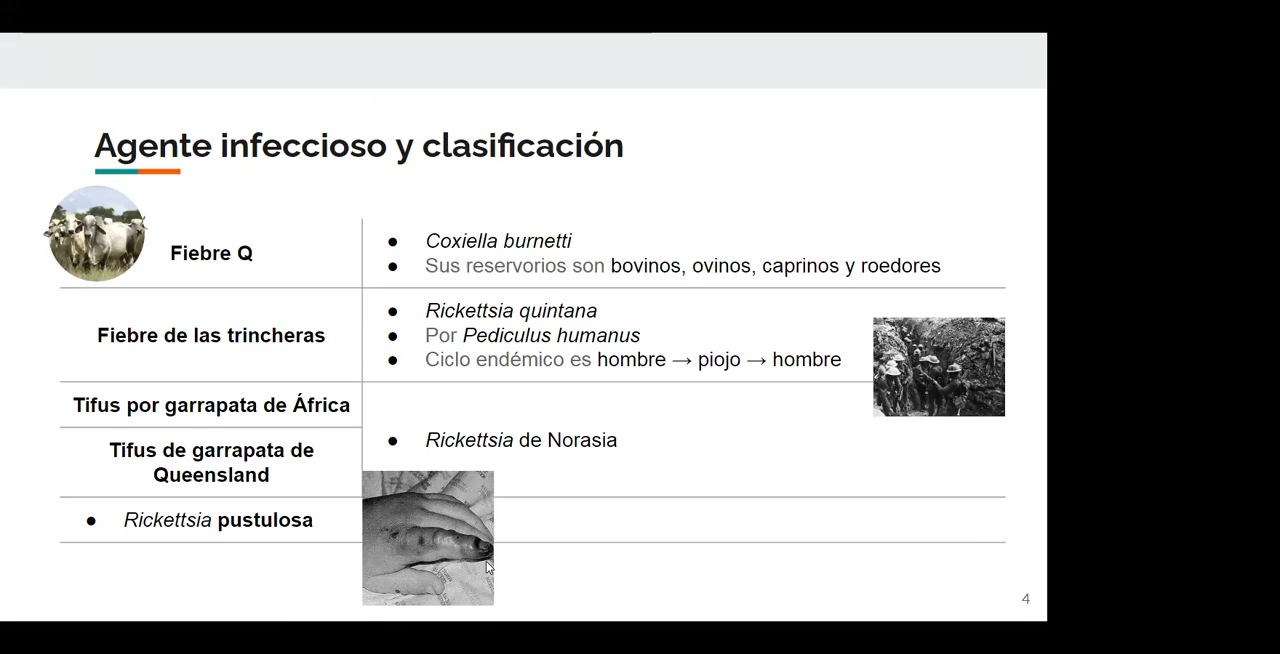 Agente infeccioso y clasificación
Fiebre Q
● Coxiella burnetti
● Sus reservorios son bovinos, ovinos, caprinos y roedores
Fiebre de las trincheras
● Rickettsia quintana
● Por Pediculus humanus
● Ciclo endémico es hombre → piojo → hombre
Tifus por garrapata de África
Tifus de garrapata de
Queensland
● Rickettsia de Norasia
● Rickettsia pustulosa
4